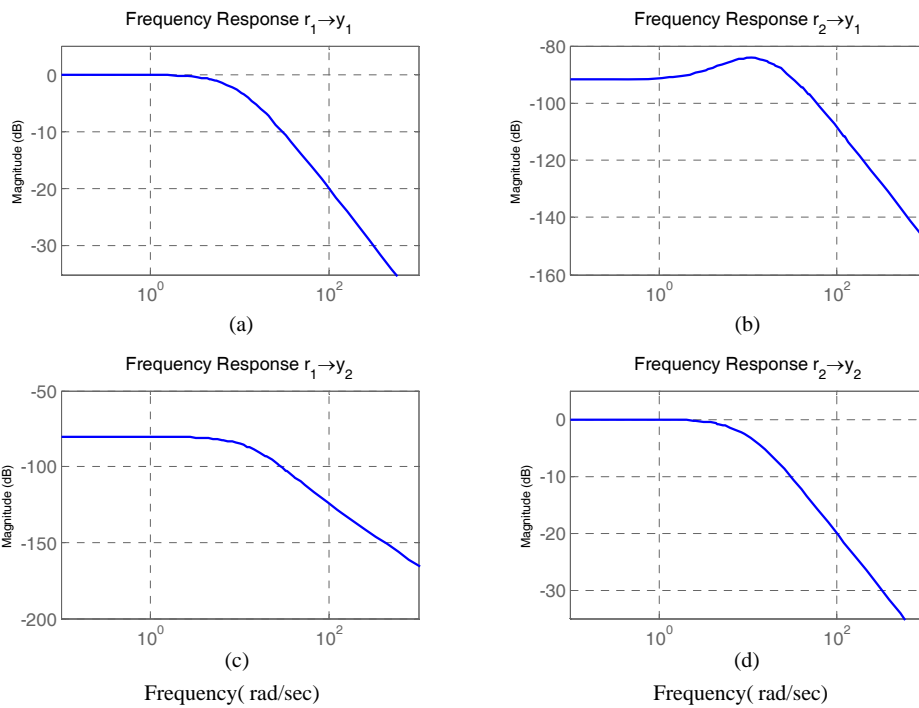 Frequency Response r₁→y₁
Magnitude (dB)
0
-10
-20
-30
10⁰
10²
(a)
Frequency Response r₂→y₁
Magnitude (dB)
-80
-100
-120
-140
-160
10⁰
10²
(b)
Frequency Response r₁→y₂
Magnitude (dB)
-50
-100
-150
-200
10⁰
10²
(c)
Frequency( rad/sec)
Frequency Response r₂→y₂
Magnitude (dB)
0
-10
-20
-30
10⁰
10²
(d)
Frequency( rad/sec)